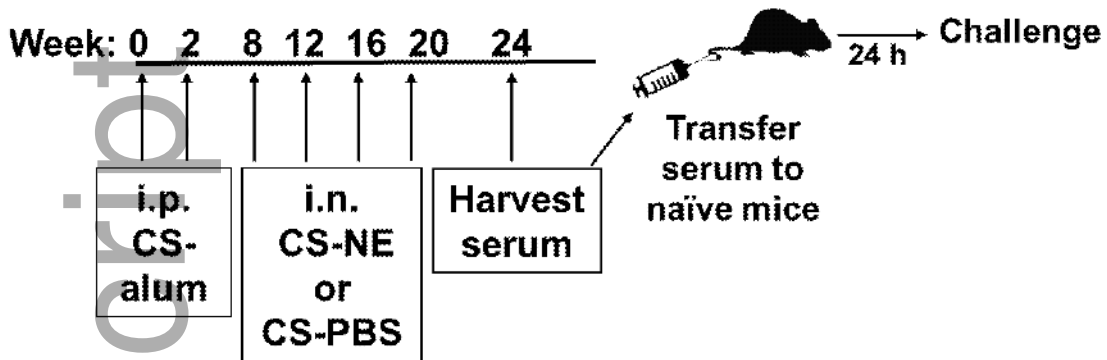 Week: 0 2 8 12 16 20 24
i.p.
CS-
alum
i.n.
CS-NE
or
CS-PBS
Harvest
serum
Transfer
serum to
naïve mice
24 h
Challenge
ript